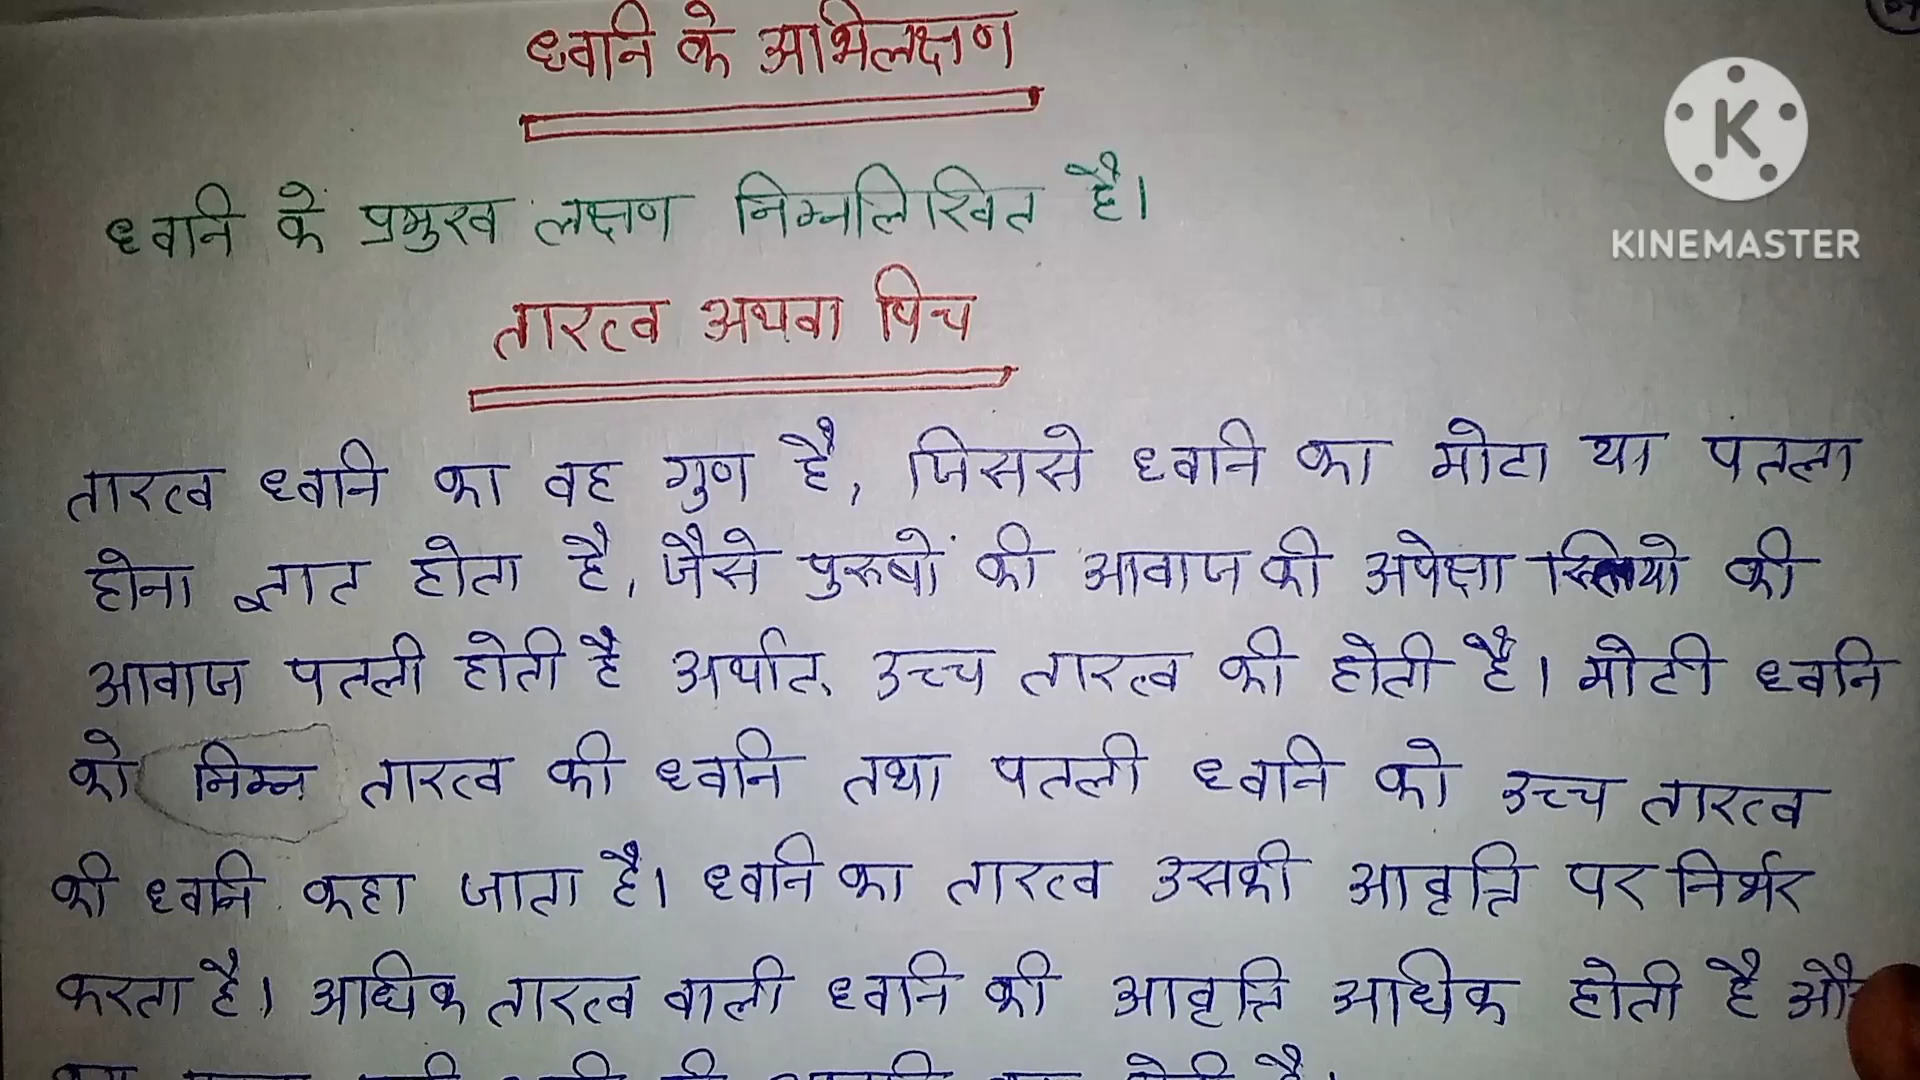 ध्वनि के अभिलक्षण
KINEMASTER
ध्वनि के प्रमुख लक्षण निम्नलिखित है।
तारत्व अथवा पिच
तारत्व ध्वनि का वह गुण है, जिससे ध्वनि का मोटा या पतला
होना ज्ञात होता है, जैसे पुरुषों की आवाज की अपेक्षा स्त्रियो की
आवाज पतली होती है अर्थात् उच्च तारत्व की होती है। मोटी ध्वनि
को निम्न तारत्व की ध्वनि तथा पतली ध्वनि को उच्च तारत्व
की ध्वनि कहा जाता है। ध्वनि का तारत्व उसकी आवृत्ति पर निर्भर
करता है। अधिक तारत्व वाली ध्वनि की आवृत्ति अधिक होती है